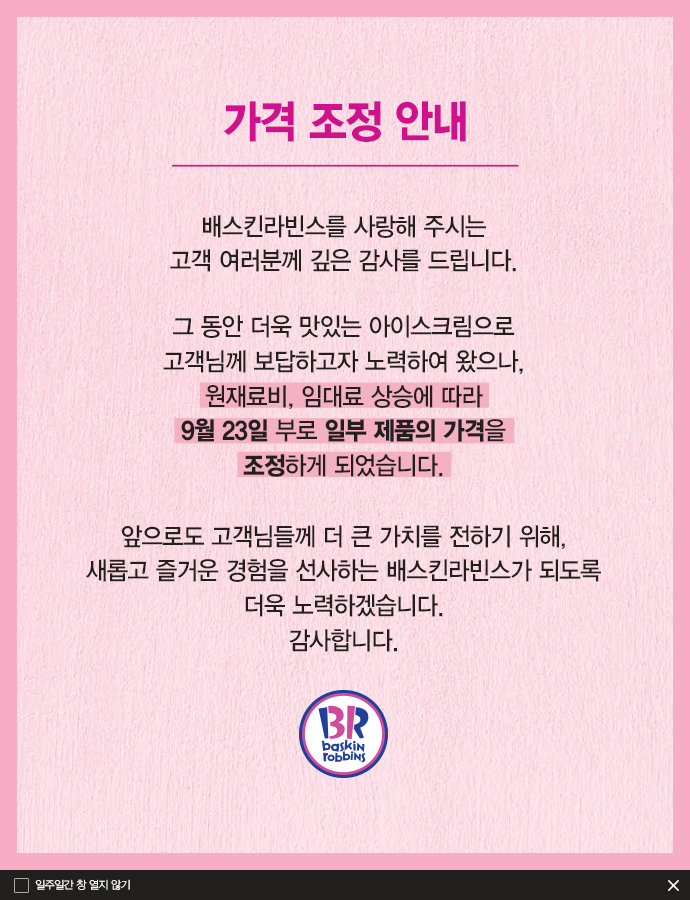 가격 조정 안내
배스킨라빈스를 사랑해 주시는
고객 여러분께 깊은 감사를 드립니다.
그 동안 더욱 맛있는 아이스크림으로
고객님께 보답하고자 노력하여 왔으나,
원재료비, 임대료 상승에 따라
9월 23일 부로 일부 제품의 가격을
조정하게 되었습니다.
앞으로도 고객님들께 더 큰 가치를 전하기 위해,
새롭고 즐거운 경험을 선사하는 배스킨라빈스가 되도록
더욱 노력하겠습니다.
감사합니다.
BR
baskin
robbins
일주일간 창 열지 않기